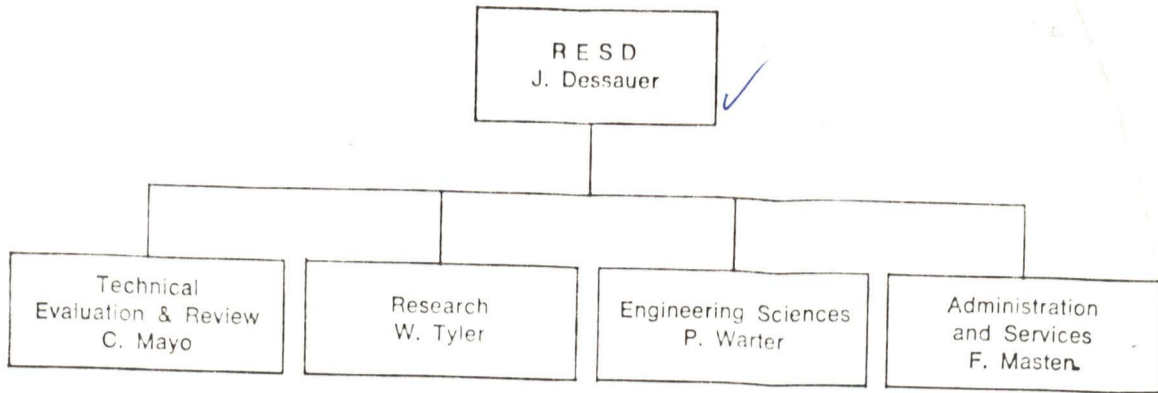 R E S D
J. Dessauer
Technical
Evaluation & Review
C. Mayo
Research
W. Tyler
Engineering Sciences
P. Warter
Administration
and Services
F. Masten